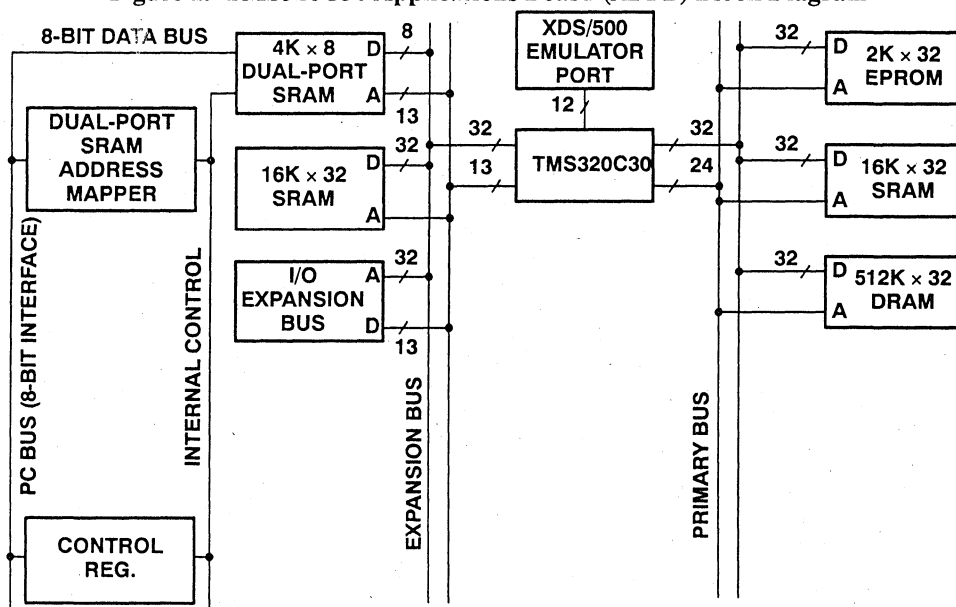 8-BIT DATA BUS
4K × 8
DUAL-PORT
SRAM
D
A
8
13
XDS/500
EMULATOR
PORT
12
32
D
A
2K × 32
EPROM
DUAL-PORT
SRAM
ADDRESS
MAPPER
16K × 32
SRAM
D
A
32
32
13
TMS320C30
32
24
32
D
A
16K × 32
SRAM
I/O
EXPANSION
BUS
A
D
32
13
32
D
A
512K × 32
DRAM
PC BUS (8-BIT INTERFACE)
INTERNAL CONTROL
EXPANSION BUS
PRIMARY BUS
CONTROL
REG.